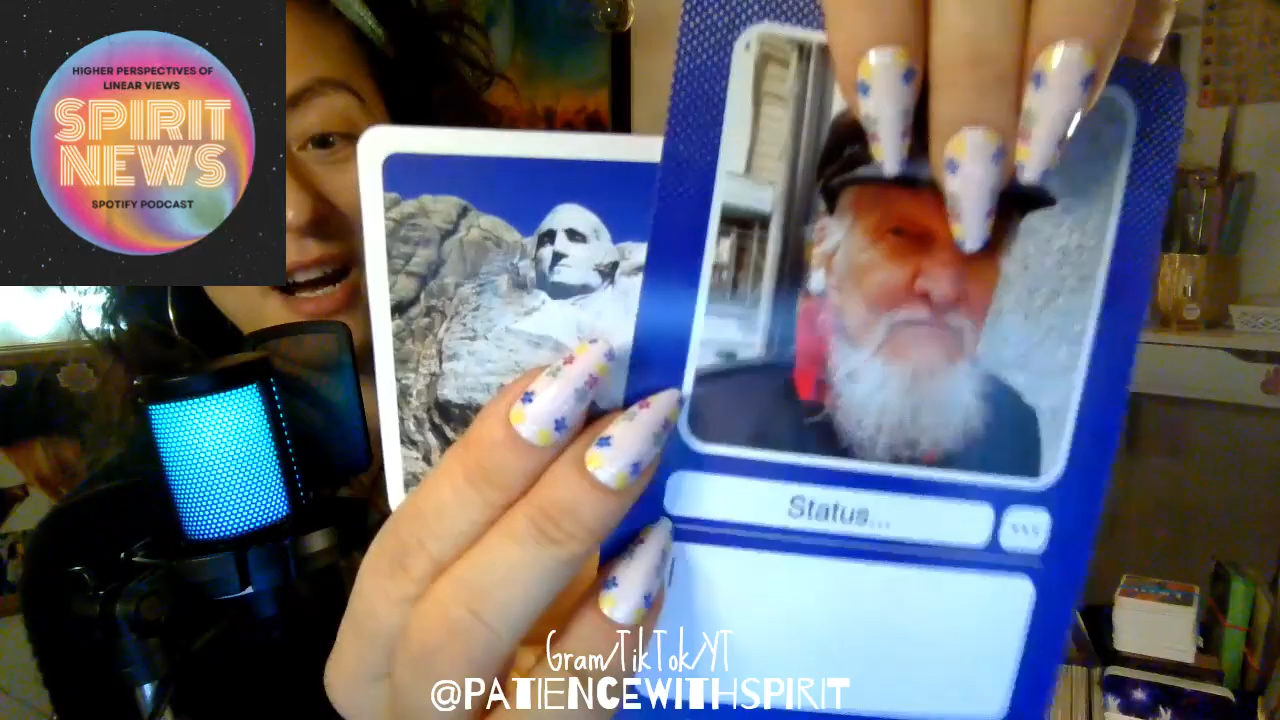 HIGHER PERSPECTIVES OF
LINEAR VIEWS
SPIRIT
NEWS
SPOTIFY PODCAST
Status...
Gram/TikTok/YT
@PATIENCEWITHSPIRIT